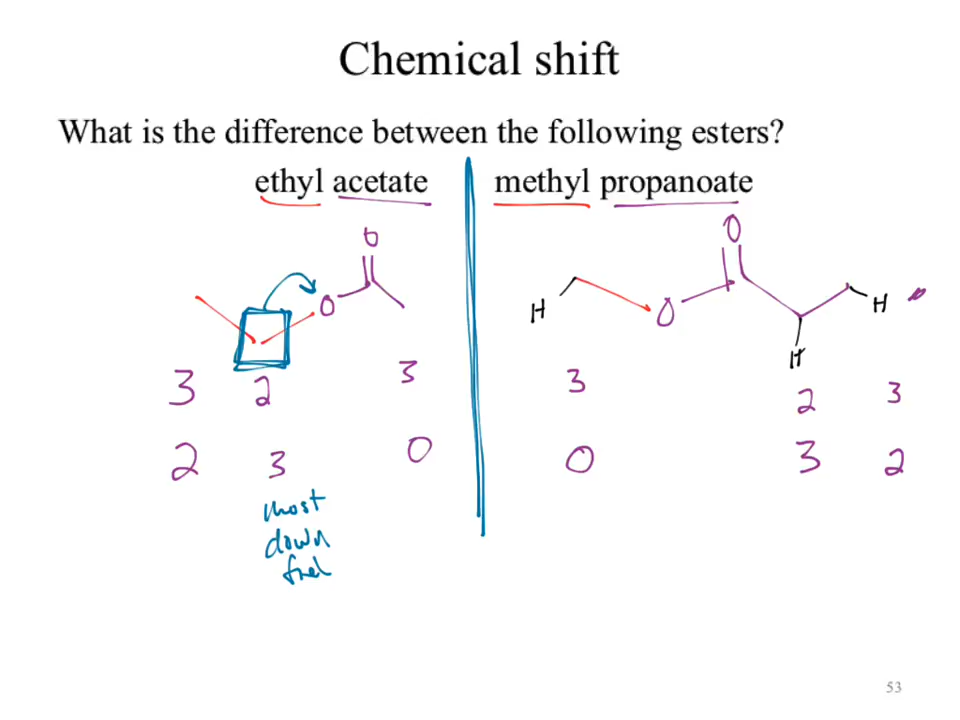 Chemical shift
What is the difference between the following esters?
ethyl acetate methyl propanoate
O O
O H O H
H
3 2 3 3 2 3
2 3 0 0 3 2
most
down
53